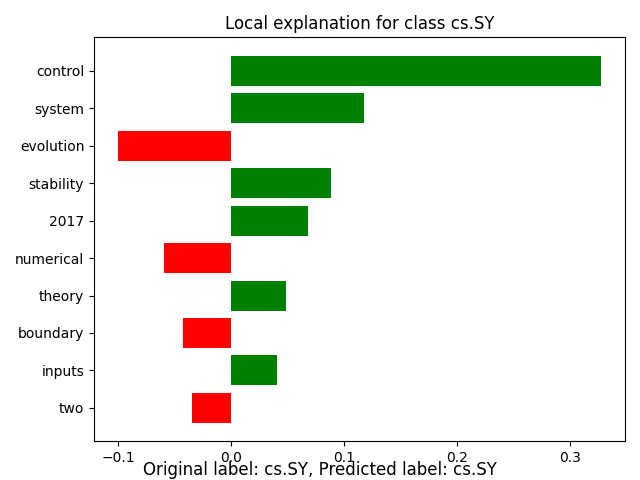 Local explanation for class cs.SY
control
system
evolution
stability
2017
numerical
theory
boundary
inputs
two
−0.1 0.0 0.1 0.2 0.3
Original label: cs.SY, Predicted label: cs.SY